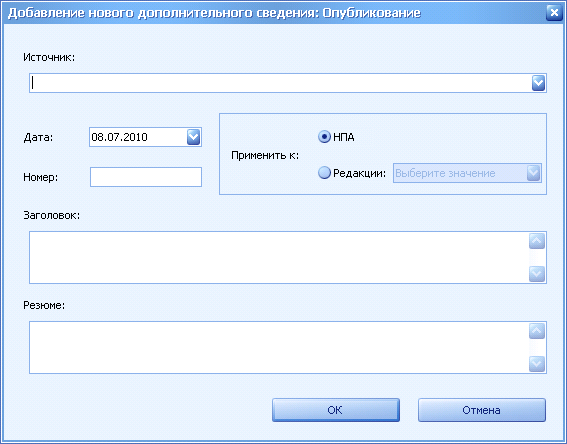 Добавление нового дополнительного сведения: Опубликование
Источник:
Дата:
08.07.2010
НПА
Применить к:
Номер:
Редакции:
Выберите значение
Заголовок:
Резюме:
ОК
Отмена